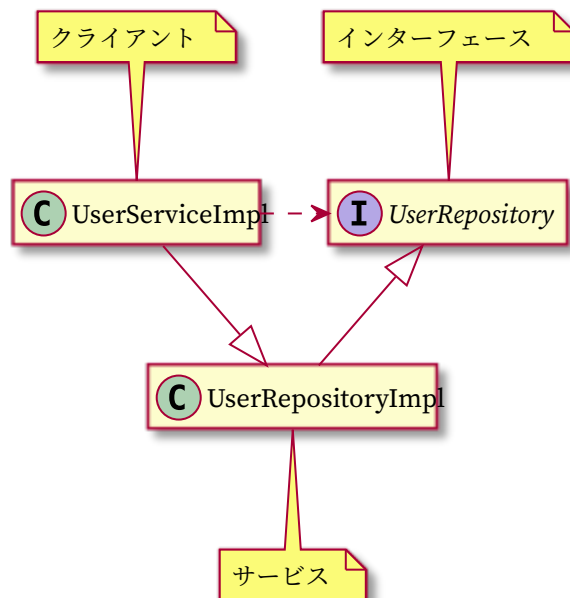 クライアント
インターフェース
C UserServiceImpl
I UserRepository
C UserRepositoryImpl
サービス